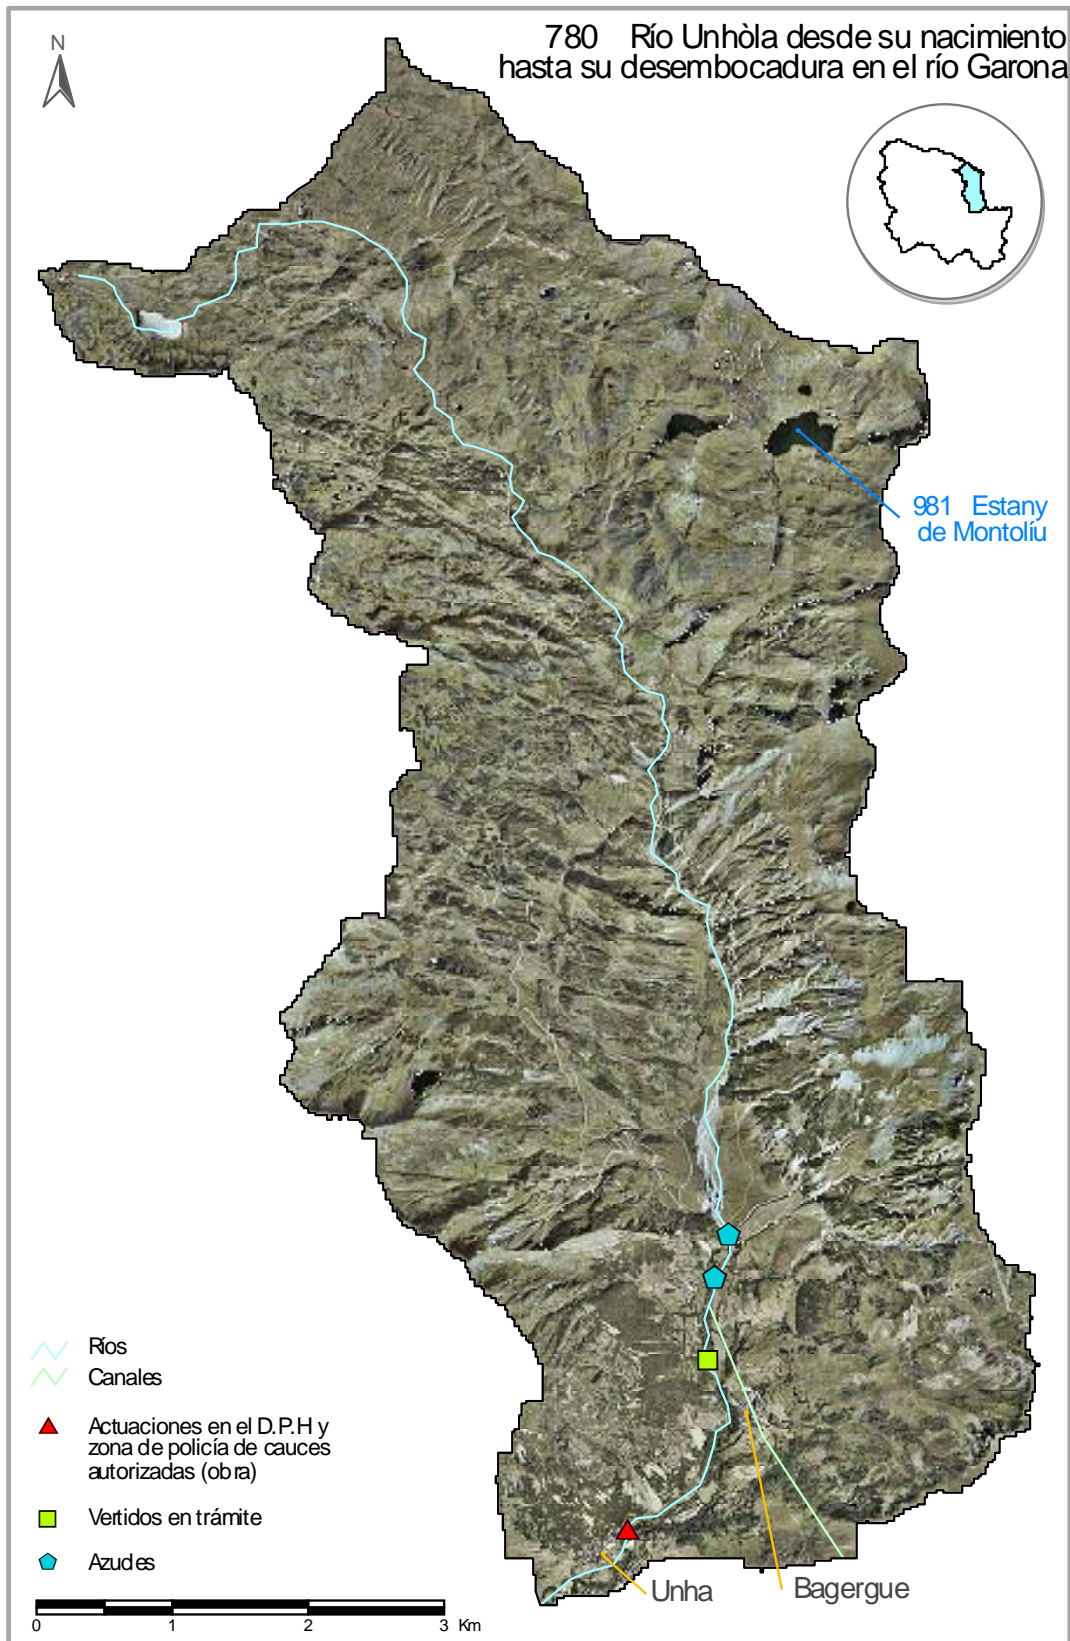 N
780 Río Unhòla desde su nacimiento
hasta su desembocadura en el río Garona
981 Estany
de Montolíu
Ríos
Canales
Actuaciones en el D.P.H y
zona de policía de cauces
autorizadas (obra)
Vertidos en trámite
Azudes
0 1 2 3 Km
Unha
Bagergue